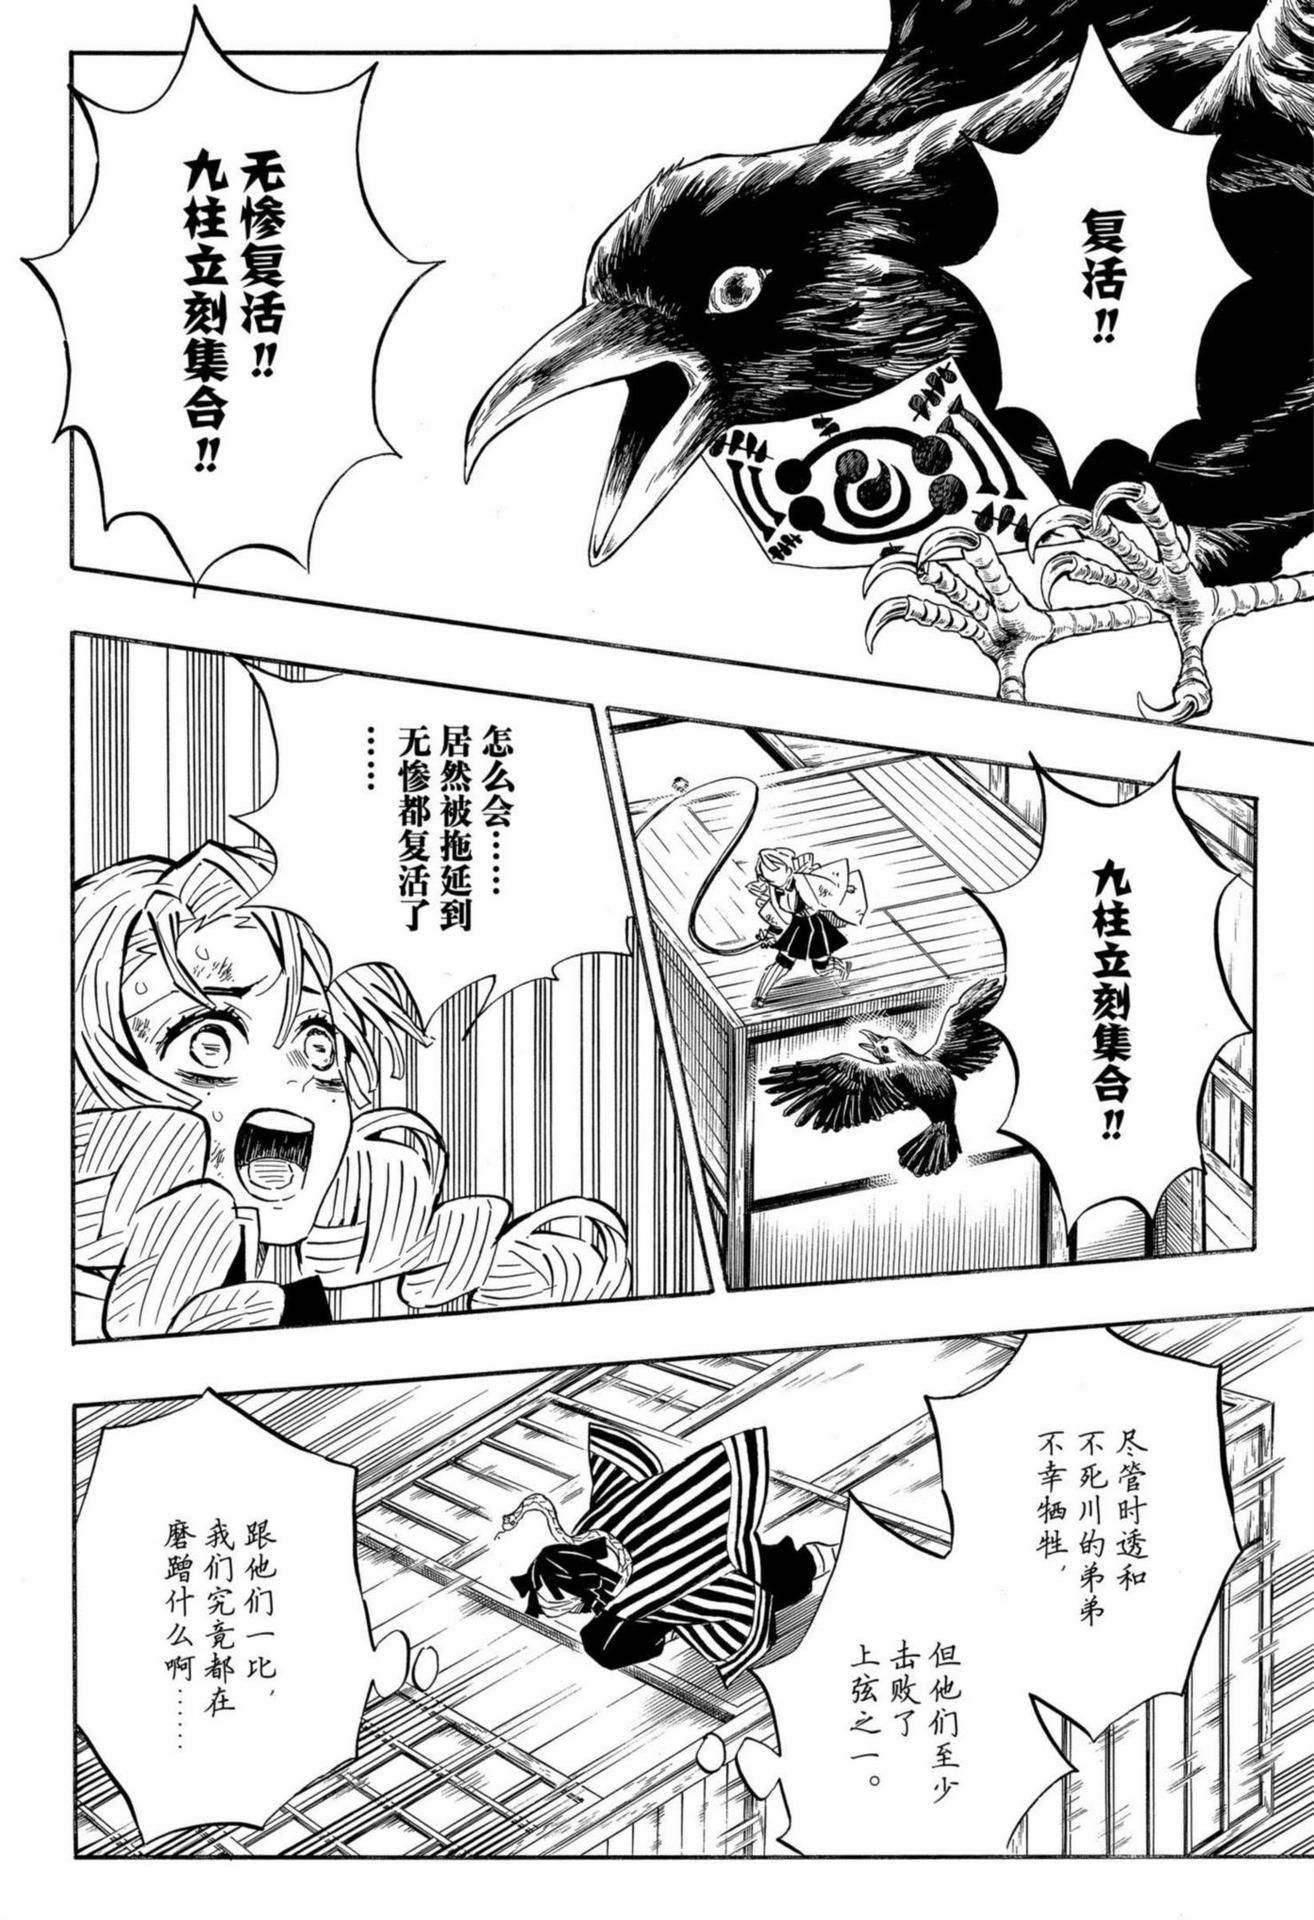 复活!!
无惨复活!!
九柱立刻集合!!
九柱立刻集合!!
怎么会……
居然被拖延到
无惨都复活了
……
尽管时透和
不死川的弟弟
不幸牺牲，
但他们至少
击败了
上弦之一。
跟他们一比，
我们究竟都在
磨蹭什么啊……